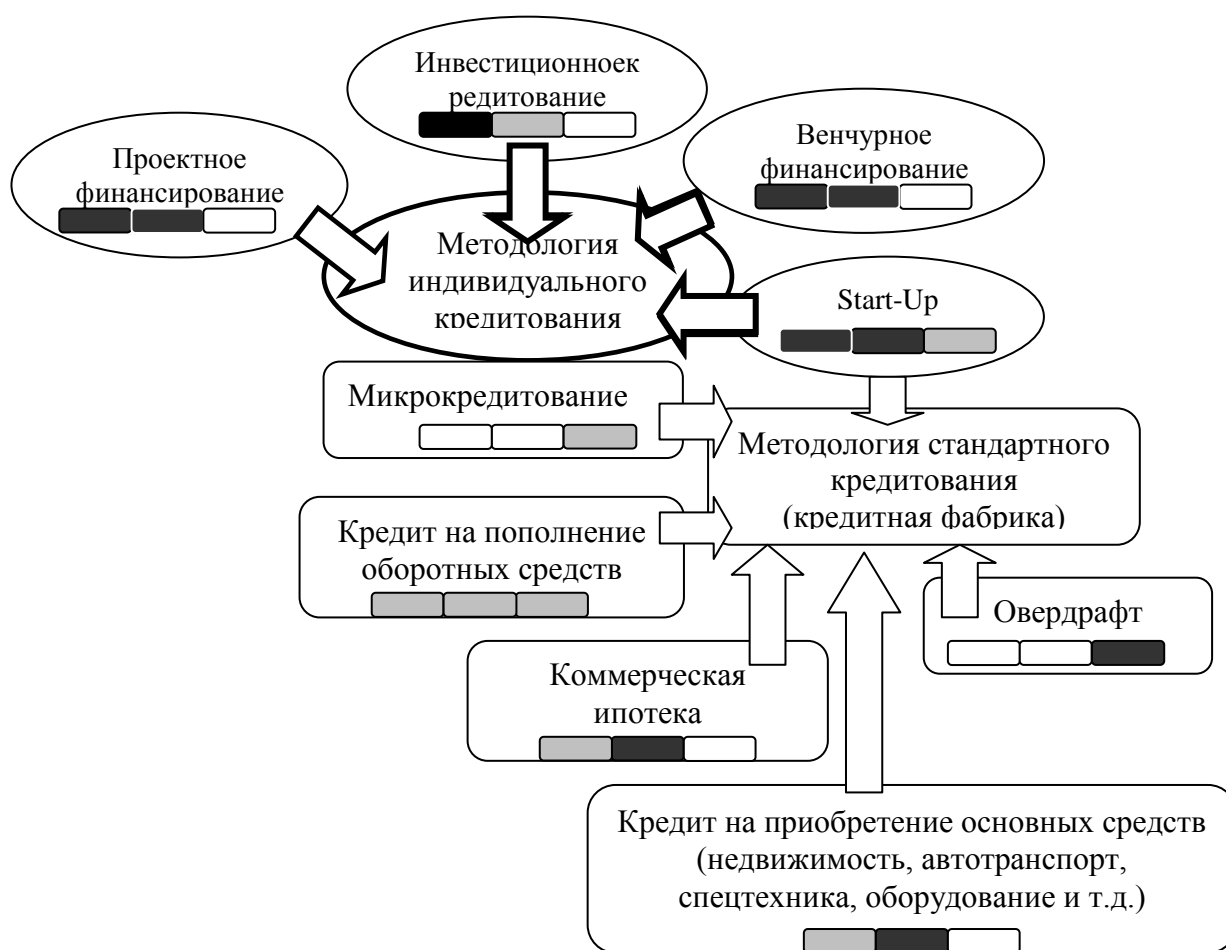 Инвестиционноек
редитование
Проектное
финансирование
Венчурное
финансирование
Методология
индивидуального
кредитования
Start-Up
Микрокредитование
Методология стандартного
кредитования
(кредитная фабрика)
Кредит на пополнение
оборотных средств
Овердрафт
Коммерческая
ипотека
Кредит на приобретение основных средств
(недвижимость, автотранспорт,
спецтехника, оборудование и т.д.)